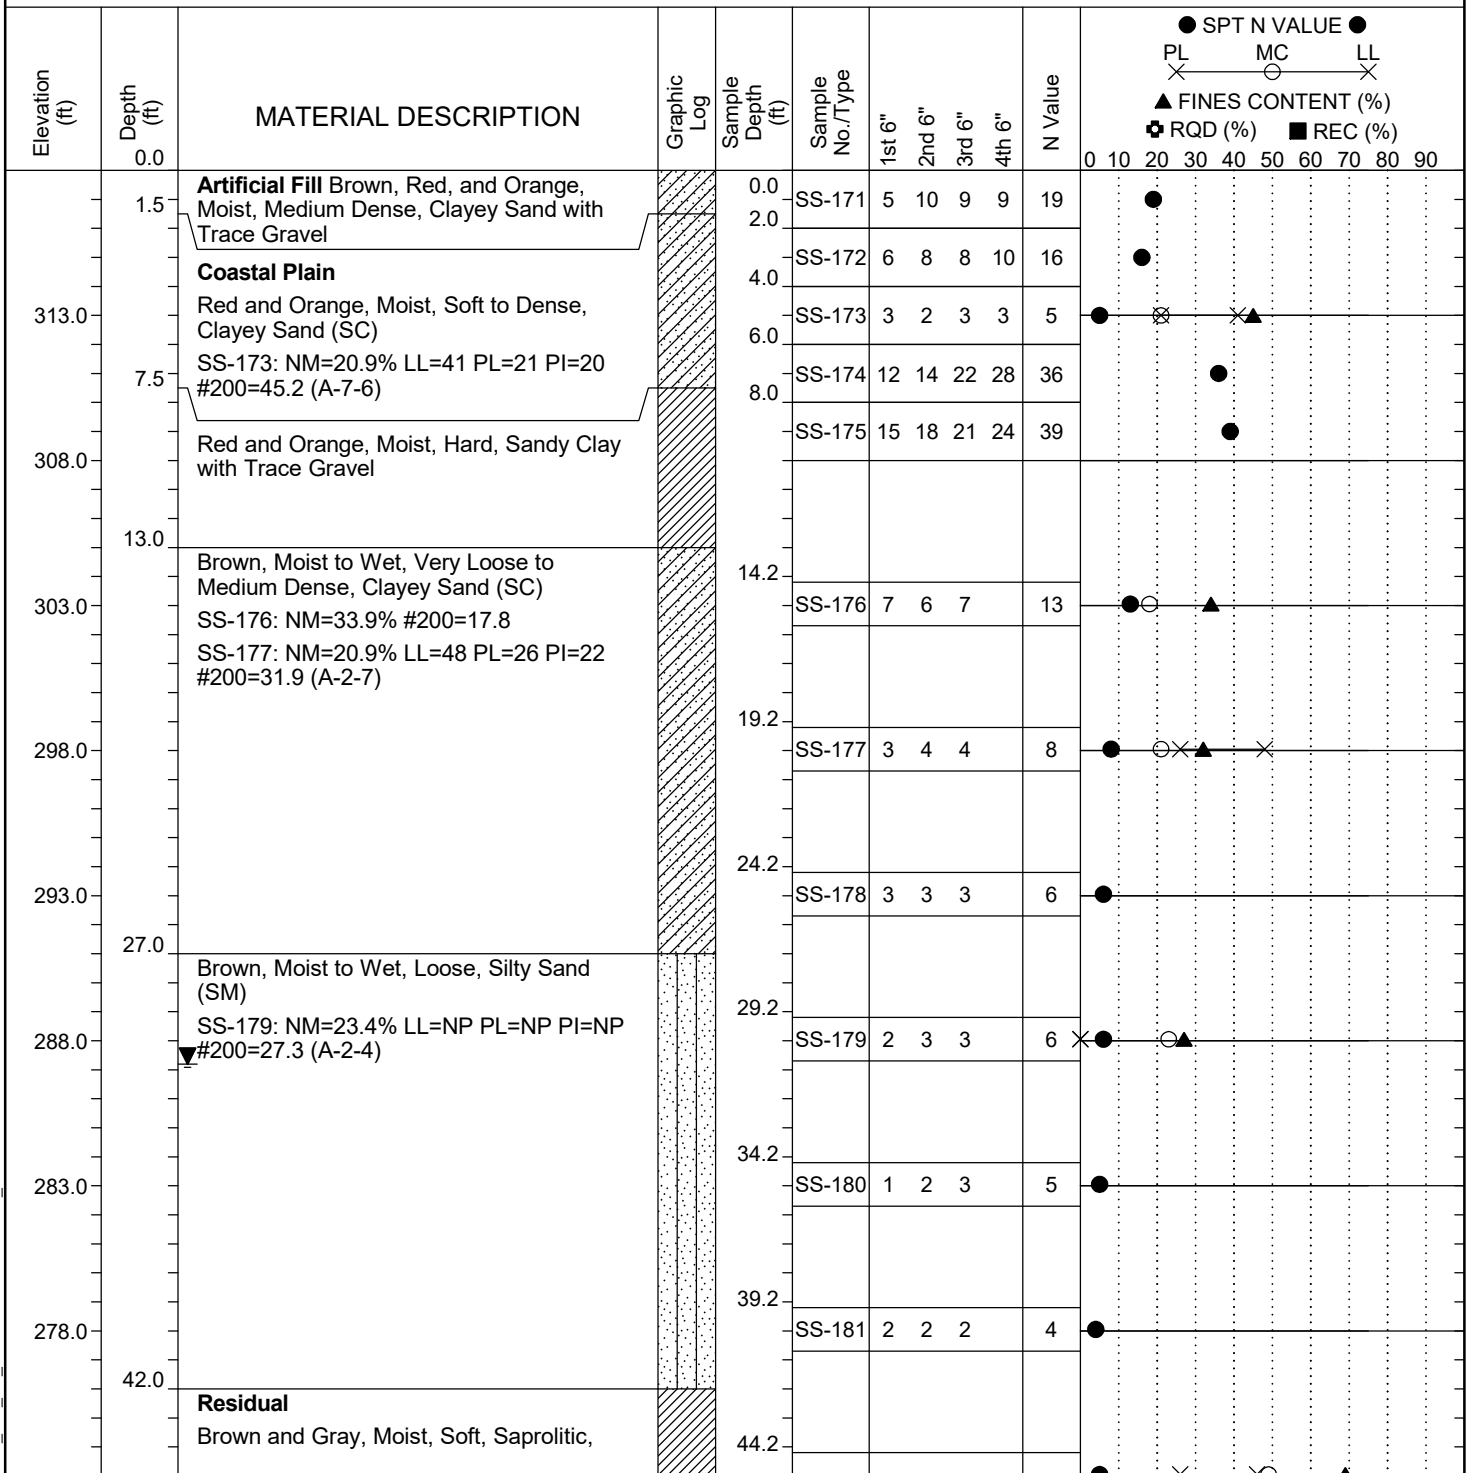 ● SPT N VALUE ●
PL MC LL
▲ FINES CONTENT (%)
RQD (%) ■ REC (%)
0 10 20 30 40 50 60 70 80 90
Elevation (ft)
Depth (ft)
0.0
MATERIAL DESCRIPTION
Graphic Log
Sample Depth (ft)
Sample No./Type
1st 6"
2nd 6"
3rd 6"
4th 6"
N Value
Artificial Fill Brown, Red, and Orange,
Moist, Medium Dense, Clayey Sand with
Trace Gravel
1.5
0.0
SS-171 5 10 9 9 19
2.0
Coastal Plain
SS-172 6 8 8 10 16
4.0
Red and Orange, Moist, Soft to Dense,
Clayey Sand (SC)
313.0
SS-173 3 2 3 3 5
6.0
SS-173: NM=20.9% LL=41 PL=21 PI=20
#200=45.2 (A-7-6)
7.5
SS-174 12 14 22 28 36
8.0
SS-175 15 18 21 24 39
Red and Orange, Moist, Hard, Sandy Clay
with Trace Gravel
308.0
13.0
Brown, Moist to Wet, Very Loose to
Medium Dense, Clayey Sand (SC)
14.2
303.0
SS-176 7 6 7 13
SS-176: NM=33.9% #200=17.8
SS-177: NM=20.9% LL=48 PL=26 PI=22
#200=31.9 (A-2-7)
19.2
298.0
SS-177 3 4 4 8
24.2
293.0
SS-178 3 3 3 6
27.0
Brown, Moist to Wet, Loose, Silty Sand
(SM)
29.2
SS-179: NM=23.4% LL=NP PL=NP PI=NP
#200=27.3 (A-2-4)
288.0
SS-179 2 3 3 6
34.2
283.0
SS-180 1 2 3 5
39.2
278.0
SS-181 2 2 2 4
42.0
Residual
Brown and Gray, Moist, Soft, Saprolitic,
44.2